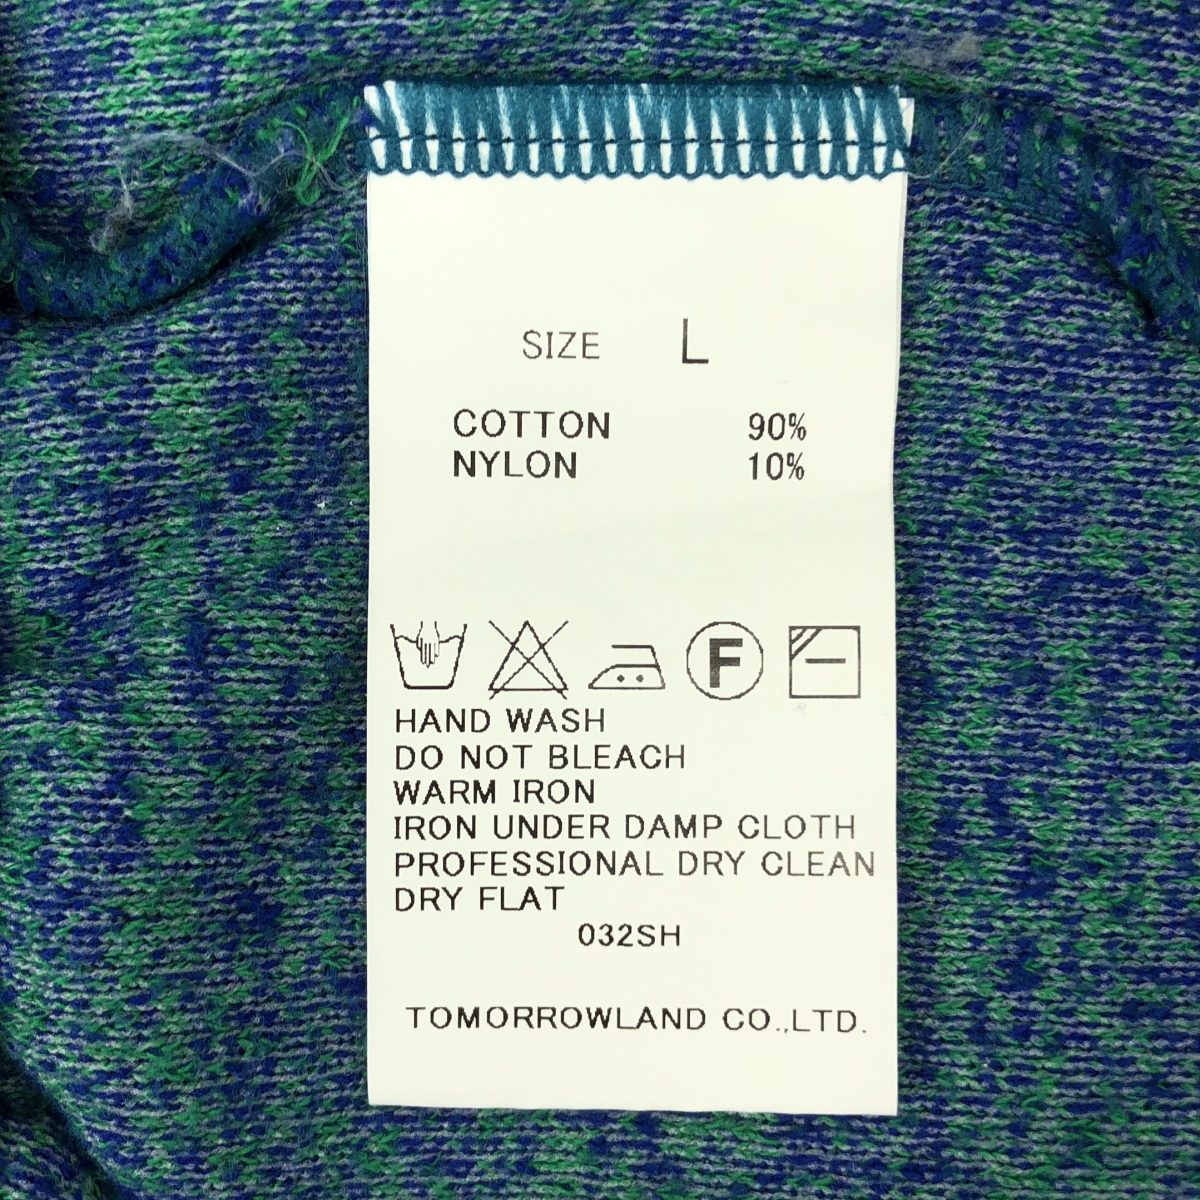 SIZE L
COTTON 90%
NYLON 10%
F
HAND WASH
DO NOT BLEACH
WARM IRON
IRON UNDER DAMP CLOTH
PROFESSIONAL DRY CLEAN
DRY FLAT
032SH
TOMORROWLAND CO.,LTD.